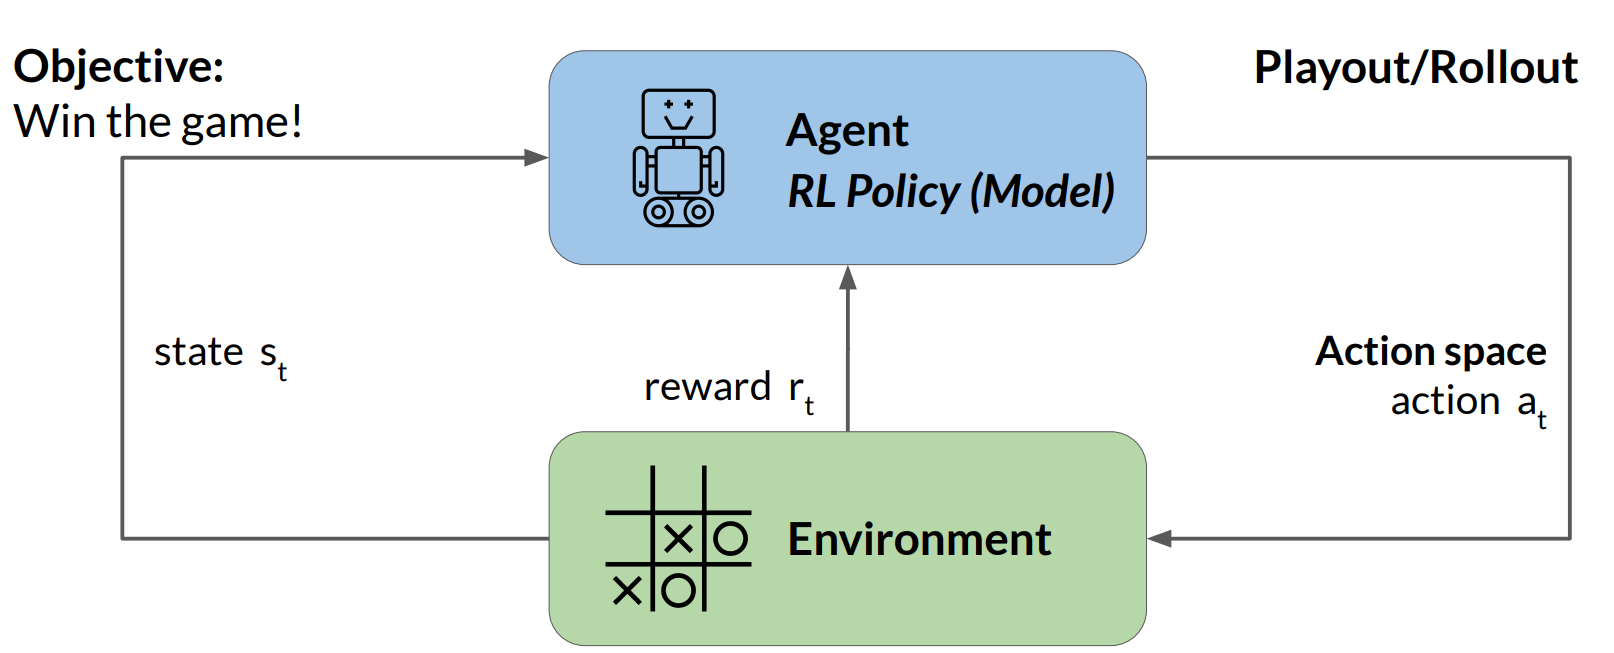 Objective:
Win the game!
Agent
RL Policy (Model)
Playout/Rollout
state s_t
reward r_t
Action space
action a_t
Environment